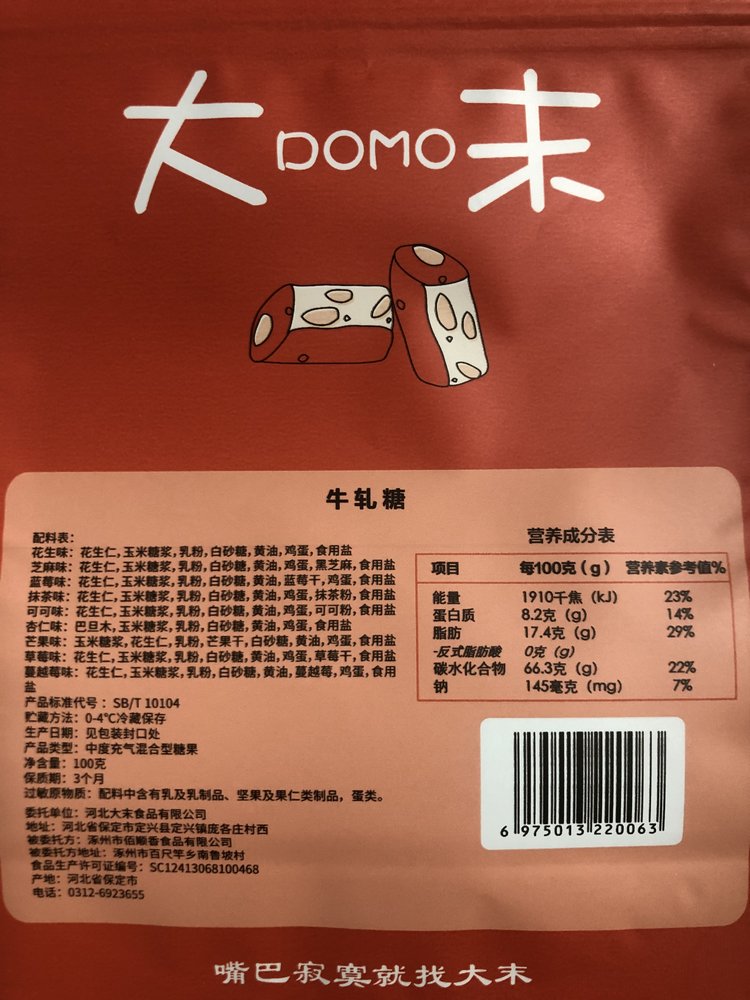 大DOMO末
牛轧糖
配料表：
花生味：花生仁,玉米糖浆,乳粉,白砂糖,黄油,鸡蛋,食用盐
芝麻味：花生仁,玉米糖浆,乳粉,白砂糖,黄油,鸡蛋,黑芝麻,食用盐
蓝莓味：花生仁,玉米糖浆,乳粉,白砂糖,黄油,蓝莓干,鸡蛋,食用盐
抹茶味：花生仁,玉米糖浆,乳粉,白砂糖,黄油,鸡蛋,抹茶粉,食用盐
可可味：花生仁,玉米糖浆,乳粉,白砂糖,黄油,鸡蛋,可可粉,食用盐
杏仁味：巴旦木,玉米糖浆,乳粉,白砂糖,黄油,鸡蛋,食用盐
芒果味：玉米糖浆,花生仁,乳粉,芒果干,白砂糖,黄油,鸡蛋,食用盐
草莓味：花生仁,玉米糖浆,乳粉,白砂糖,黄油,鸡蛋,草莓干,食用盐
蔓越莓味：花生仁,玉米糖浆,乳粉,白砂糖,黄油,蔓越莓,鸡蛋,食用
盐
产品标准代号：SB/T 10104
贮藏方法：0-4℃冷藏保存
生产日期：见包装封口处
产品类型：中度充气混合型糖果
净含量：100克
保质期：3个月
过敏原物质：配料中含有乳及乳制品、坚果及果仁类制品，蛋类。
委托单位：河北大末食品有限公司
地址：河北省保定市定兴县定兴镇庞各庄村西
被委托方：涿州市佰顺香食品有限公司
被委托方地址：涿州市百尺竿乡南鲁坡村
食品生产许可证编号：SC12413068100468
产地：河北省保定市
电话：0312-6923655
营养成分表
项目 每100克（g） 营养素参考值%
能量 1910千焦（kJ） 23%
蛋白质 8.2克（g） 14%
脂肪 17.4克（g） 29%
-反式脂肪酸 0克（g）
碳水化合物 66.3克（g） 22%
钠 145毫克（mg） 7%
6 975013 220063
嘴巴寂寞就找大末